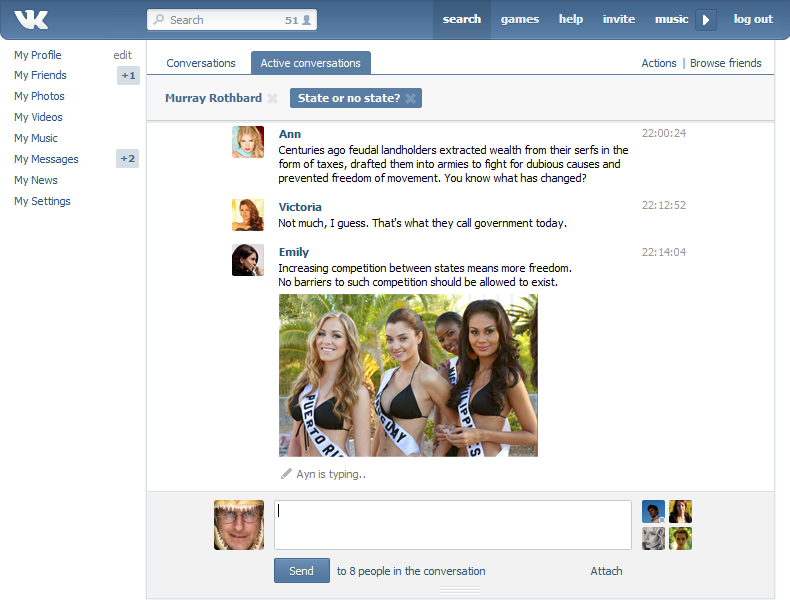 VK
Search 51
search games help invite music log out
My Profile edit
My Friends +1
My Photos
My Videos
My Music
My Messages +2
My News
My Settings
Conversations Active conversations Actions | Browse friends
Murray Rothbard State or no state?
Ann 22:00:24
Centuries ago feudal landholders extracted wealth from their serfs in the
form of taxes, drafted them into armies to fight for dubious causes and
prevented freedom of movement. You know what has changed?
Victoria 22:12:52
Not much, I guess. That's what they call government today.
Emily 22:14:04
Increasing competition between states means more freedom.
No barriers to such competition should be allowed to exist.
PUERTO RI
Ayn is typing..
Send to 8 people in the conversation Attach